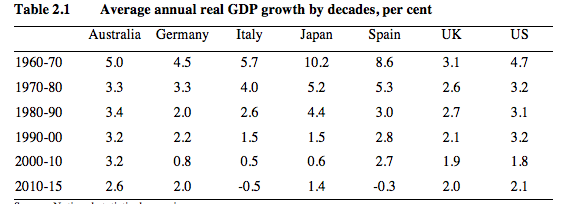 Table 2.1 Average annual real GDP growth by decades, per cent
Australia Germany Italy Japan Spain UK US
1960-70 5.0 4.5 5.7 10.2 8.6 3.1 4.7
1970-80 3.3 3.3 4.0 5.2 5.3 2.6 3.2
1980-90 3.4 2.0 2.6 4.4 3.0 2.7 3.1
1990-00 3.2 2.2 1.5 1.5 2.8 2.1 3.2
2000-10 3.2 0.8 0.5 0.6 2.7 1.9 1.8
2010-15 2.6 2.0 -0.5 1.4 -0.3 2.0 2.1